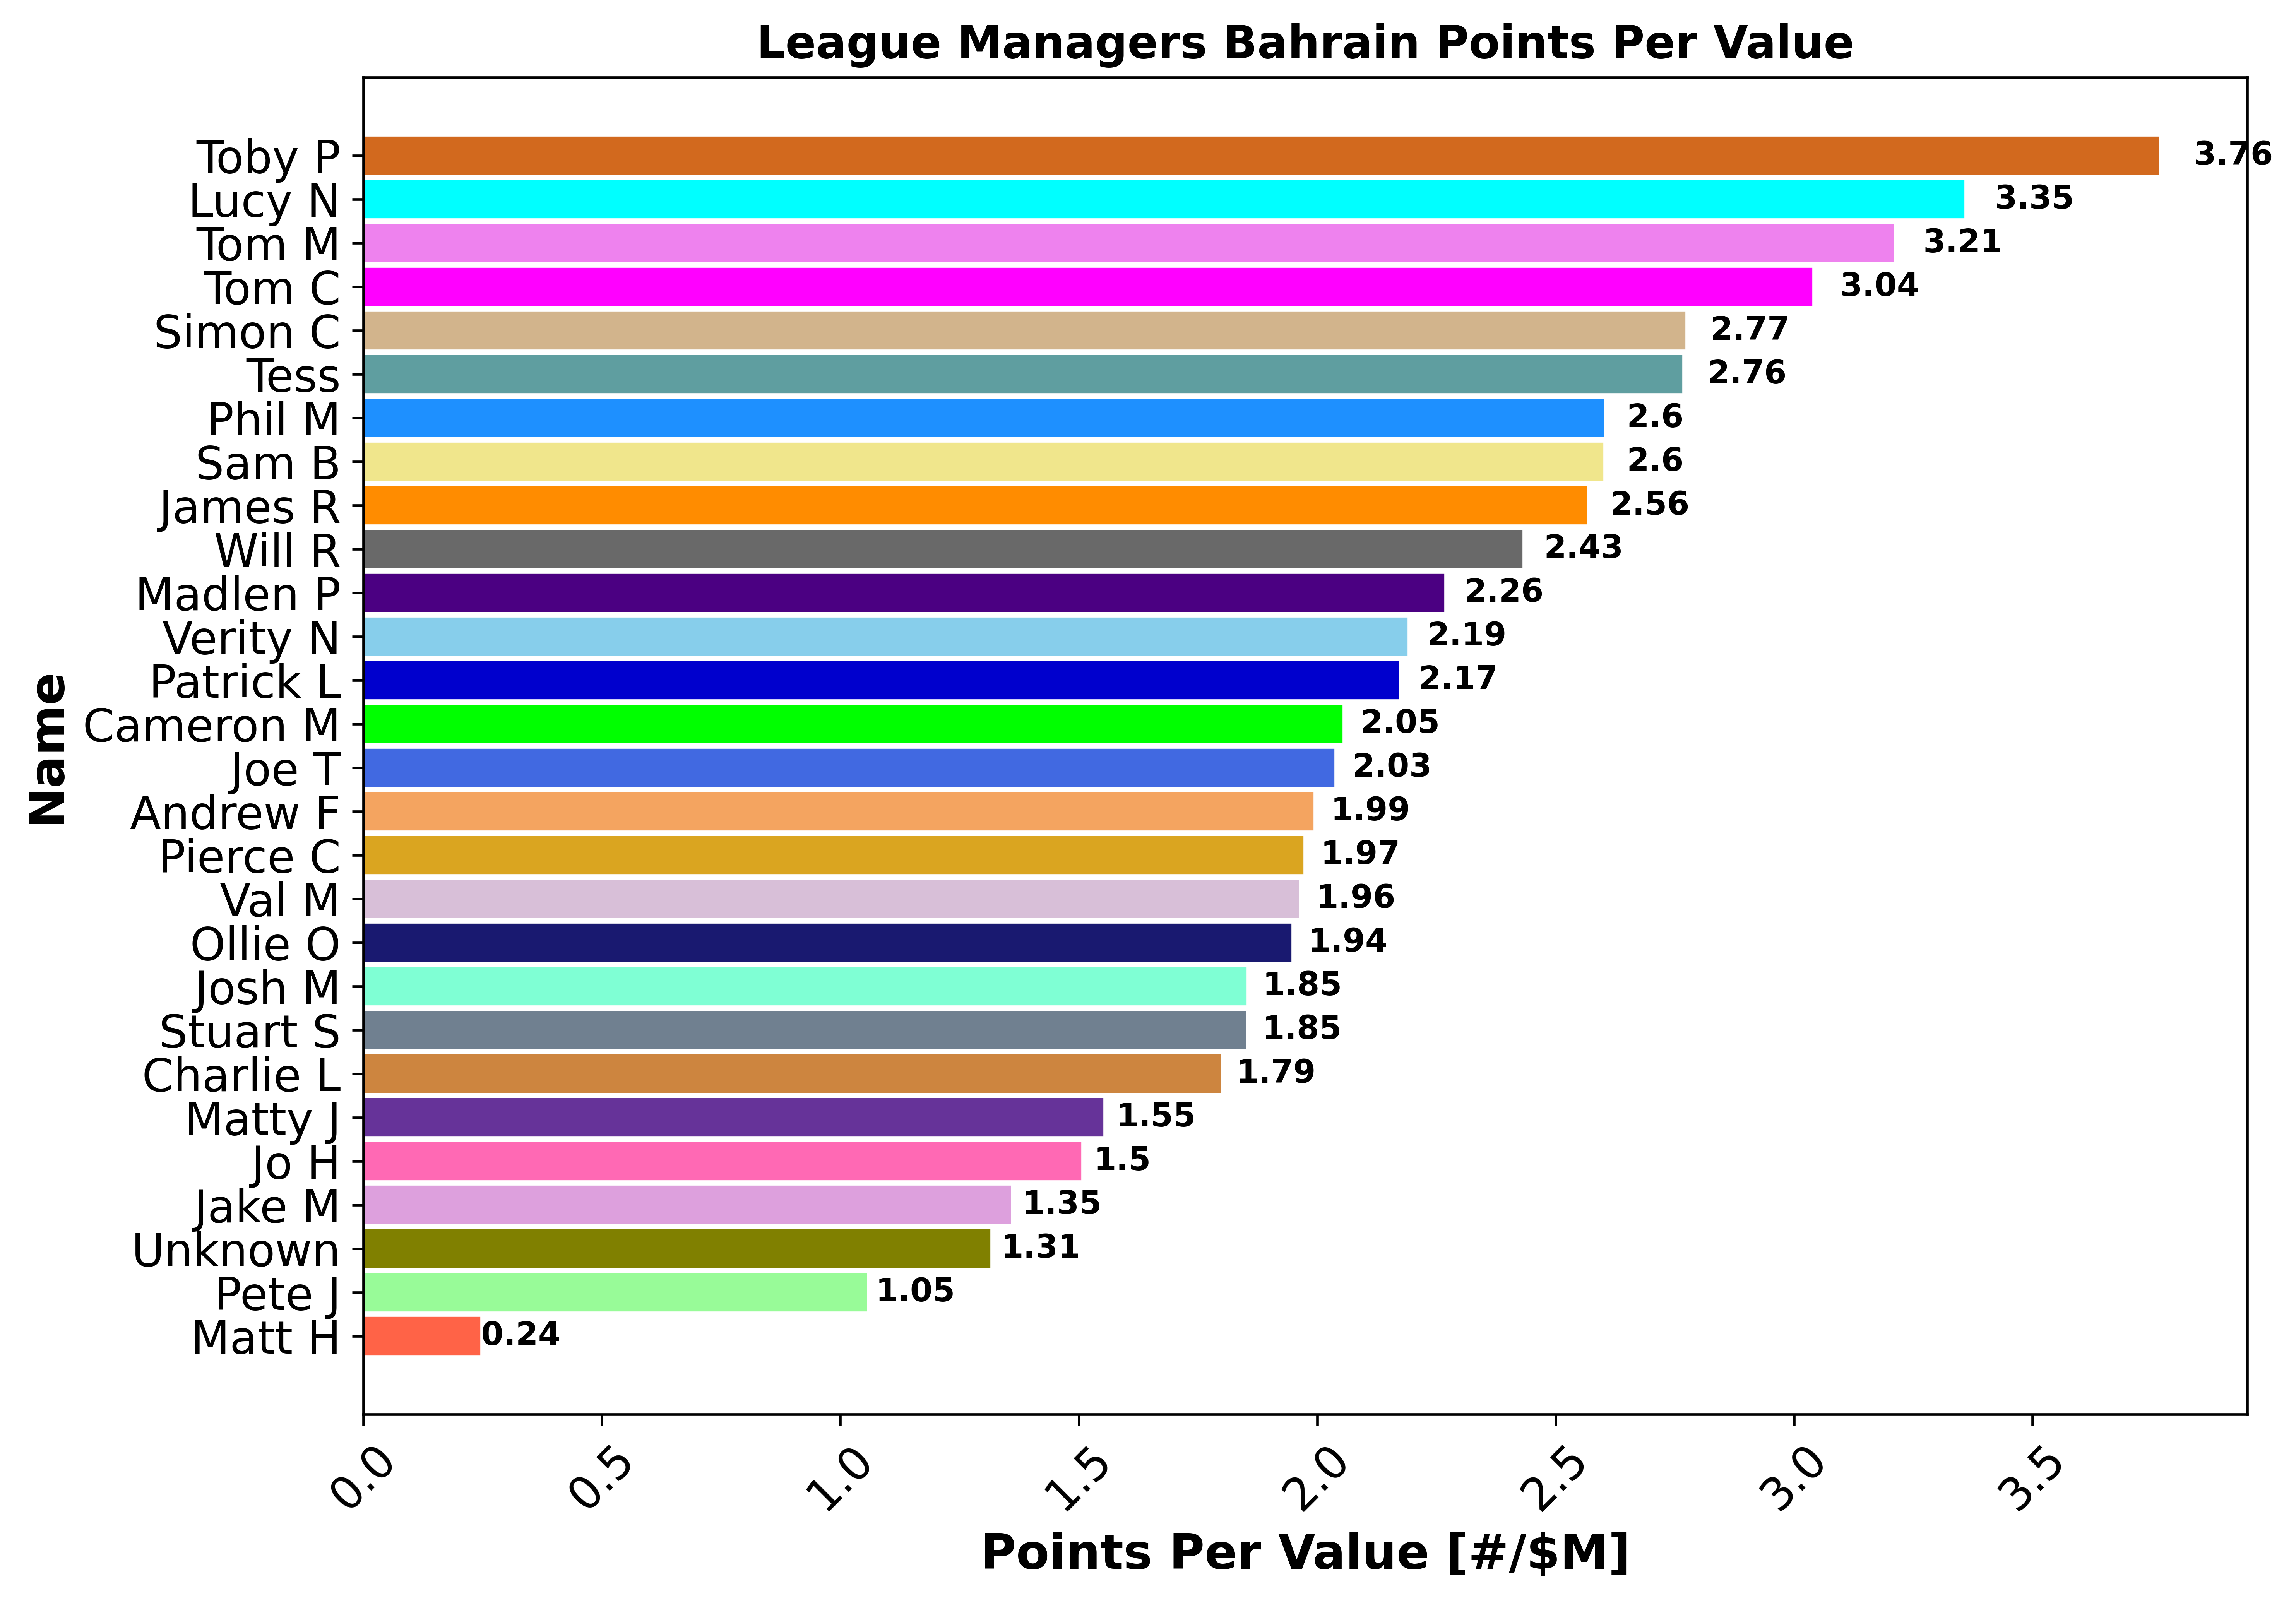 League Managers Bahrain Points Per Value
Toby P 3.76
Lucy N 3.35
Tom M 3.21
Tom C 3.04
Simon C 2.77
Tess 2.76
Phil M 2.6
Sam B 2.6
James R 2.56
Will R 2.43
Madlen P 2.26
Verity N 2.19
Patrick L 2.17
Cameron M 2.05
Joe T 2.03
Andrew F 1.99
Pierce C 1.97
Val M 1.96
Ollie O 1.94
Josh M 1.85
Stuart S 1.85
Charlie L 1.79
Matty J 1.55
Jo H 1.5
Jake M 1.35
Unknown 1.31
Pete J 1.05
Matt H 0.24
Name
0.0 0.5 1.0 1.5 2.0 2.5 3.0 3.5
Points Per Value [#/$M]